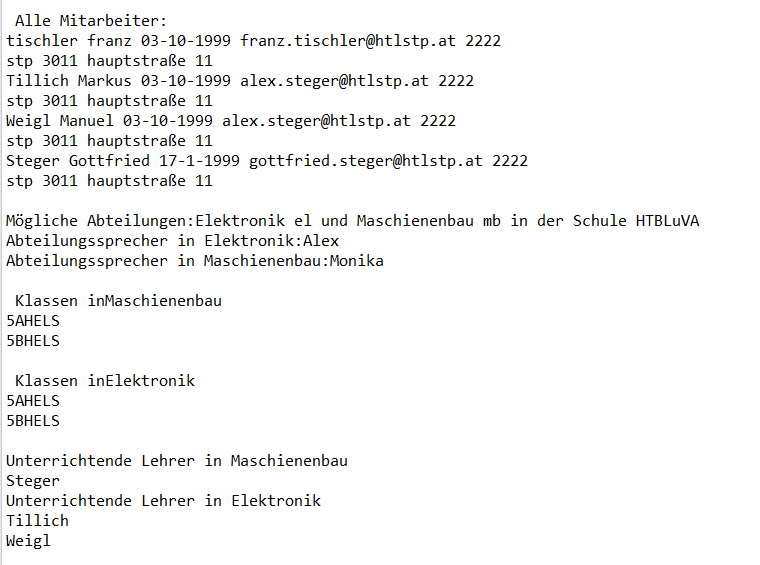 Alle Mitarbeiter:
tischler franz 03-10-1999 franz.tischler@htlstp.at 2222
stp 3011 hauptstraße 11
Tillich Markus 03-10-1999 alex.steger@htlstp.at 2222
stp 3011 hauptstraße 11
Weigl Manuel 03-10-1999 alex.steger@htlstp.at 2222
stp 3011 hauptstraße 11
Steger Gottfried 17-1-1999 gottfried.steger@htlstp.at 2222
stp 3011 hauptstraße 11
Mögliche Abteilungen:Elektronik el und Maschienenbau mb in der Schule HTBLuVA
Abteilungssprecher in Elektronik:Alex
Abteilungssprecher in Maschienenbau:Monika
Klassen inMaschienenbau
5AHELS
5BHELS
Klassen inElektronik
5AHELS
5BHELS
Unterrichtende Lehrer in Maschienenbau
Steger
Unterrichtende Lehrer in Elektronik
Tillich
Weigl